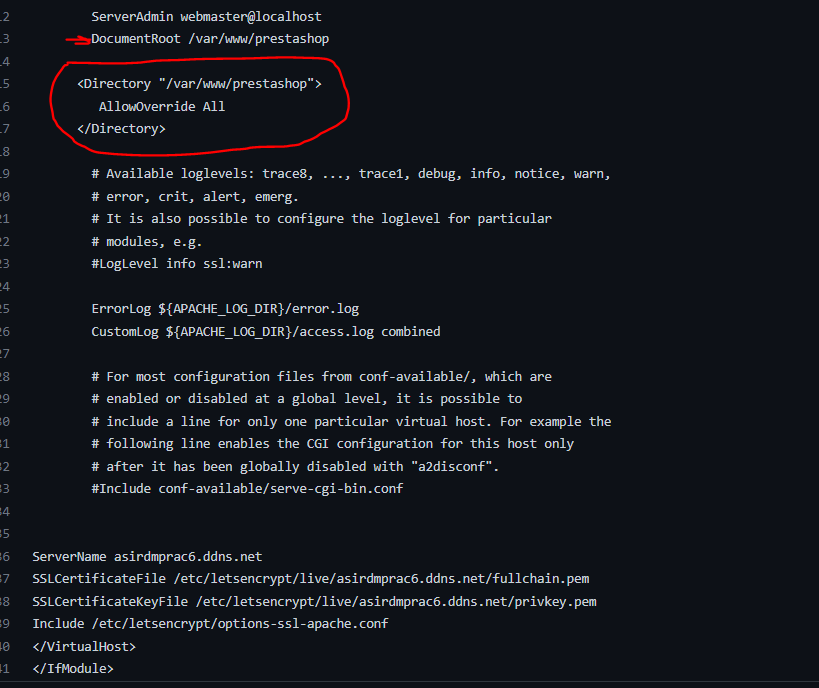 12 ServerAdmin webmaster@localhost
13 DocumentRoot /var/www/prestashop
14
15 <Directory "/var/www/prestashop">
16 AllowOverride All
17 </Directory>
18
19 # Available loglevels: trace8, ..., trace1, debug, info, notice, warn,
20 # error, crit, alert, emerg.
21 # It is also possible to configure the loglevel for particular
22 # modules, e.g.
23 #LogLevel info ssl:warn
24
25 ErrorLog ${APACHE_LOG_DIR}/error.log
26 CustomLog ${APACHE_LOG_DIR}/access.log combined
27
28 # For most configuration files from conf-available/, which are
29 # enabled or disabled at a global level, it is possible to
30 # include a line for only one particular virtual host. For example the
31 # following line enables the CGI configuration for this host only
32 # after it has been globally disabled with "a2disconf".
33 #Include conf-available/serve-cgi-bin.conf
34
35
36 ServerName asirdmprac6.ddns.net
37 SSLCertificateFile /etc/letsencrypt/live/asirdmprac6.ddns.net/fullchain.pem
38 SSLCertificateKeyFile /etc/letsencrypt/live/asirdmprac6.ddns.net/privkey.pem
39 Include /etc/letsencrypt/options-ssl-apache.conf
40 </VirtualHost>
41 </IfModule>